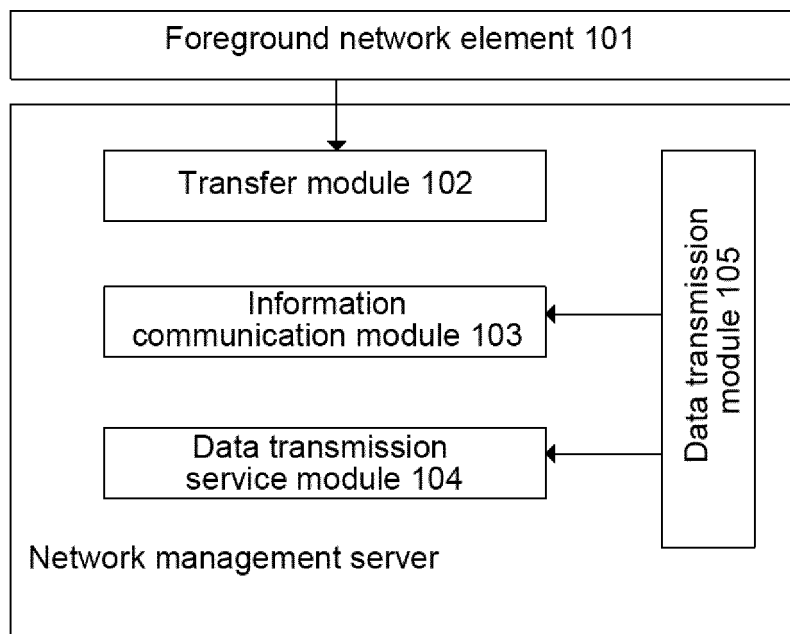 Foreground network element 101
Transfer module 102
Information
communication module 103
Data transmission
service module 104
Data transmission
module 105
Network management server